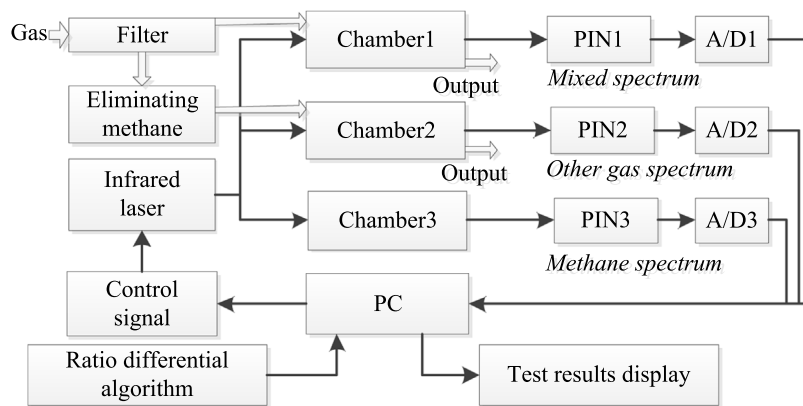 Gas
Filter
Chamber1
PIN1
A/D1
Output
Mixed spectrum
Eliminating
methane
Chamber2
PIN2
A/D2
Output
Other gas spectrum
Infrared
laser
Chamber3
PIN3
A/D3
Methane spectrum
Control
signal
PC
Ratio differential
algorithm
Test results display